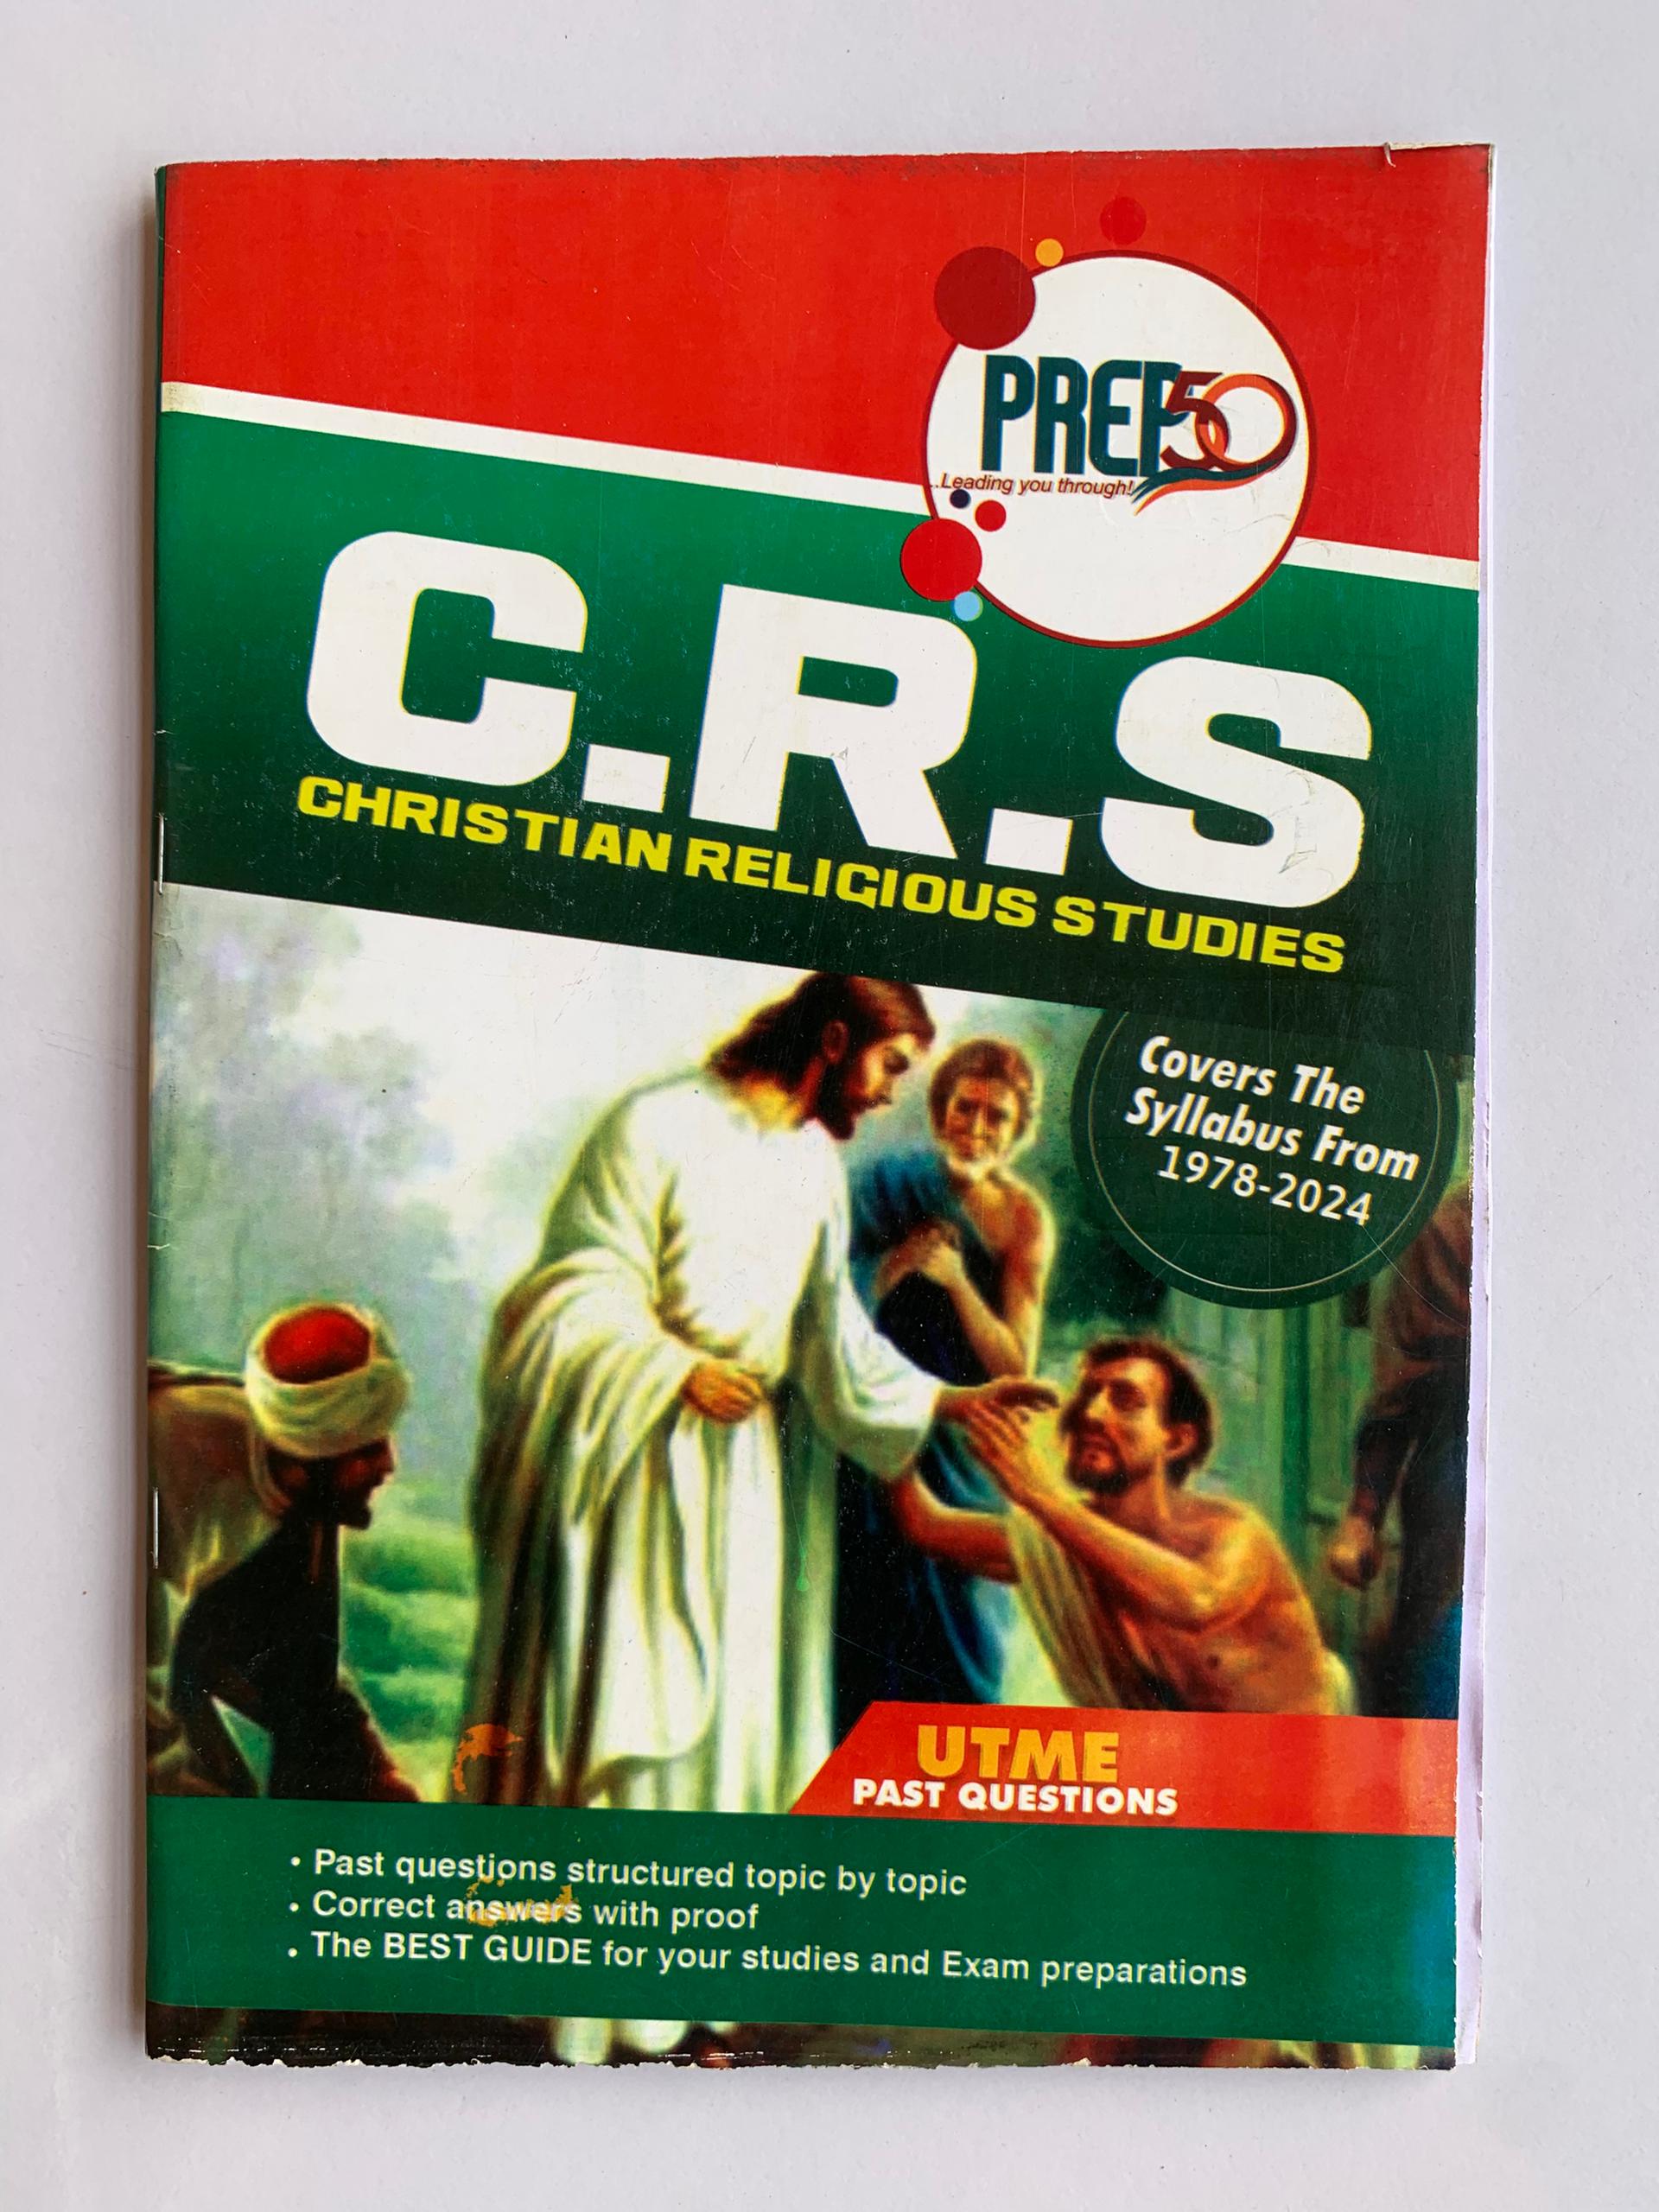 PREP50
...Leading you through!
C.R.S
CHRISTIAN RELIGIOUS STUDIES
Covers The
Syllabus From
1978-2024
UTME
PAST QUESTIONS
• Past questions structured topic by topic
• Correct answers with proof
• The BEST GUIDE for your studies and Exam preparations